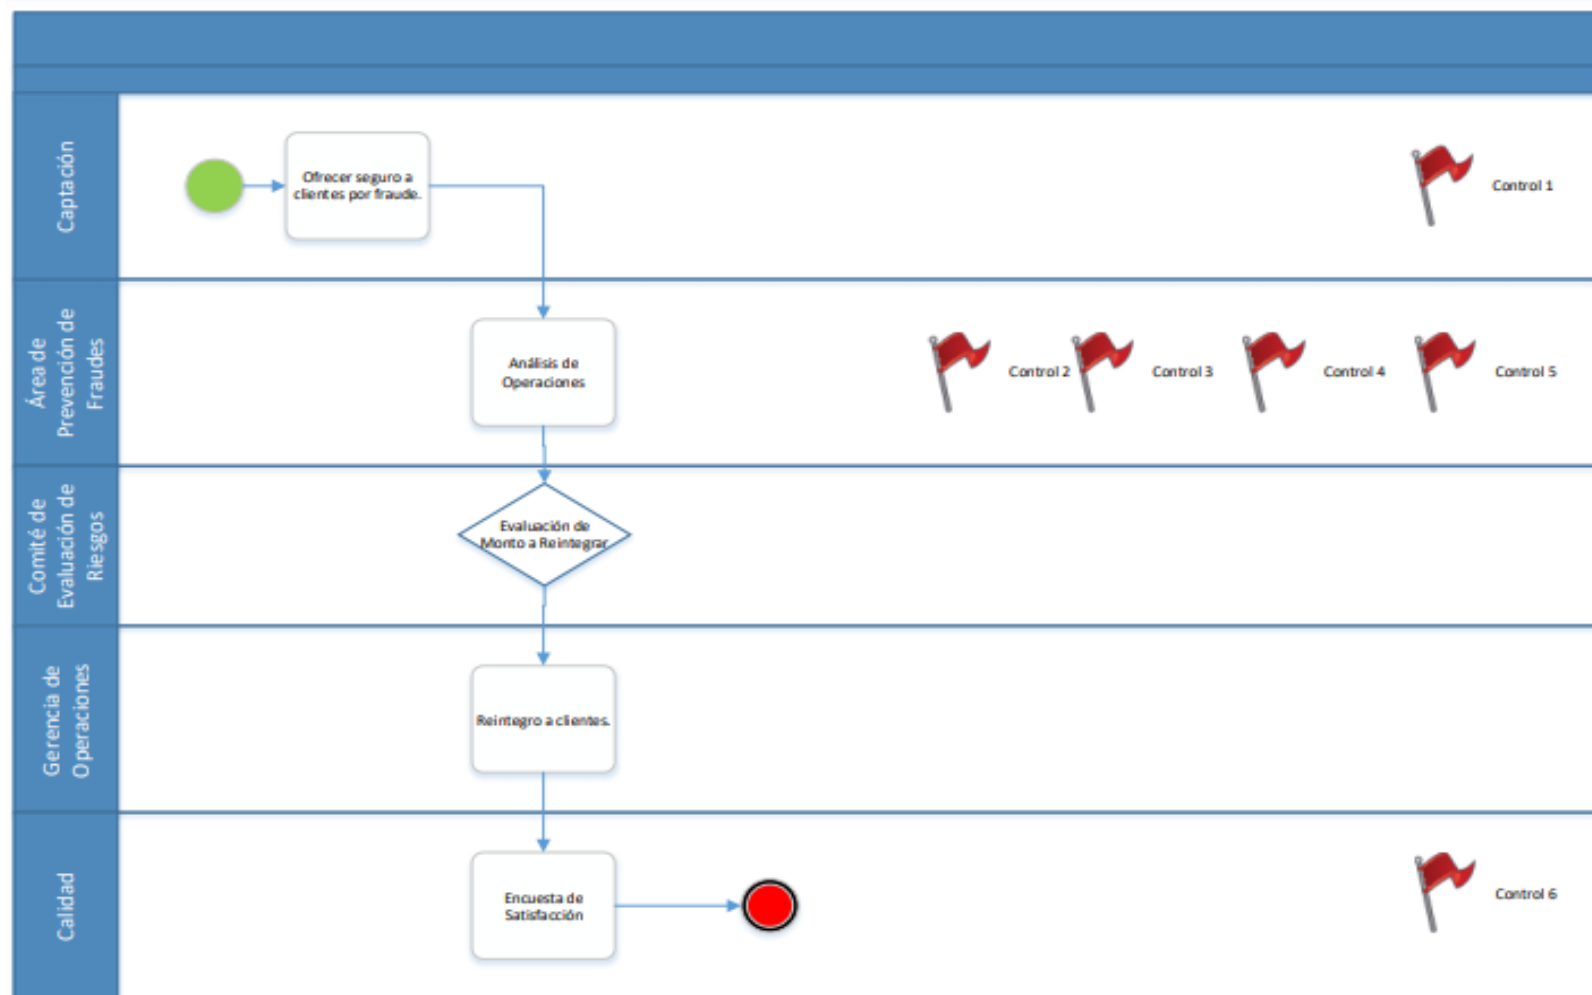 Captación
Ofrecer seguro a
clientes por fraude.
Control 1
Área de
Prevención de
Fraudes
Análisis de
Operaciones
Control 2
Control 3
Control 4
Control 5
Comité de
Evaluación de
Riesgos
Evaluación de
Monto a Reintegrar
Gerencia de
Operaciones
Reintegro a clientes.
Calidad
Encuesta de
Satisfacción
Control 6